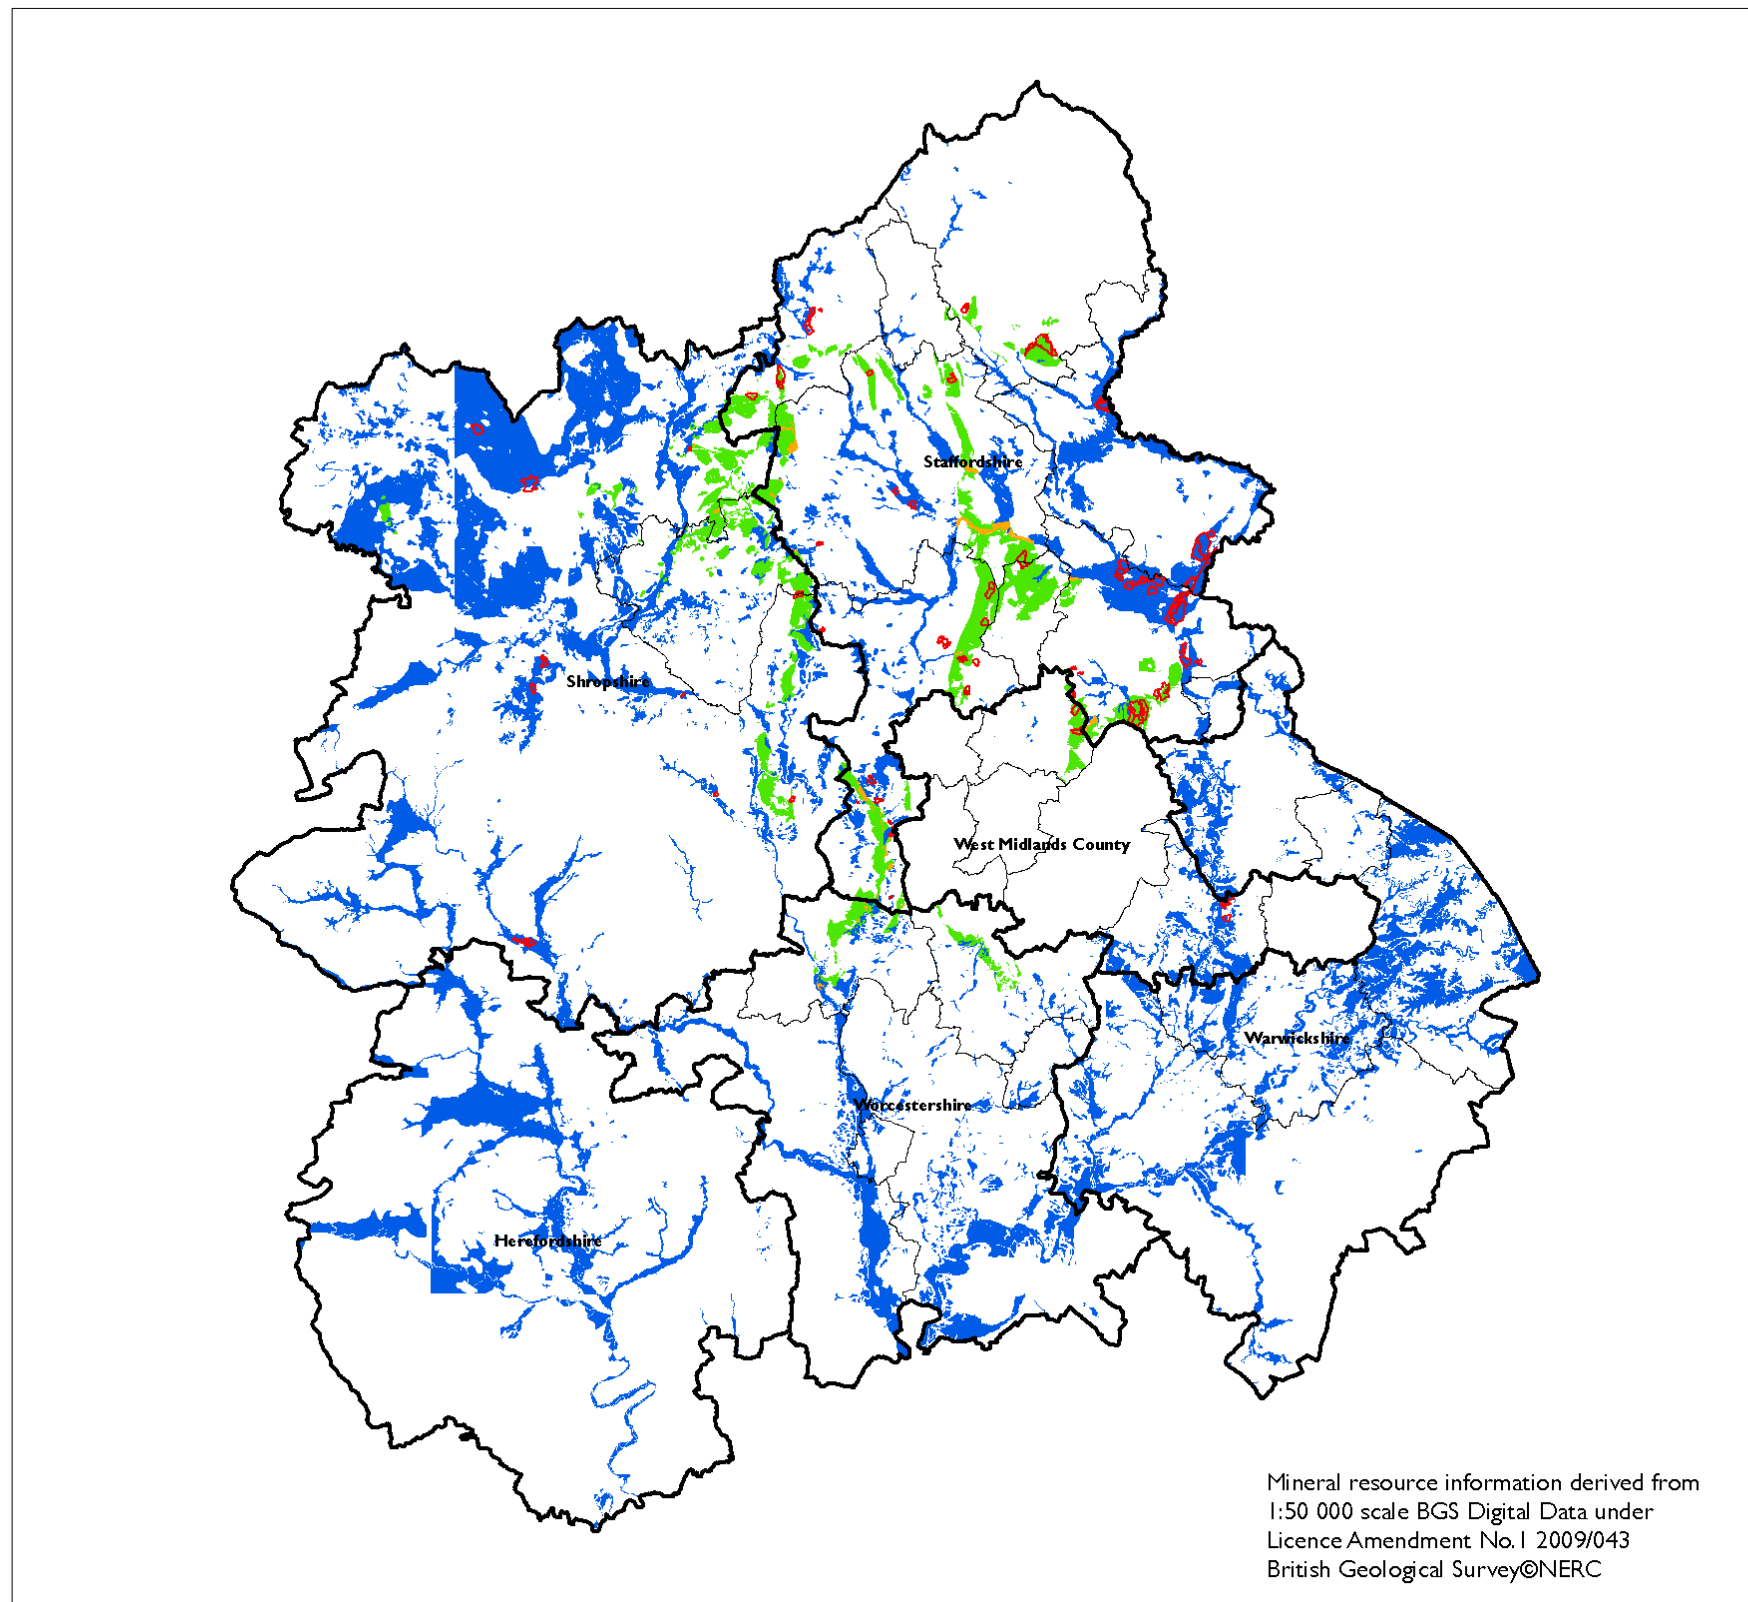 Staffordshire
Shropshire
West Midlands County
Warwickshire
Worcestershire
Herefordshire
Mineral resource information derived from
1:50 000 scale BGS Digital Data under
Licence Amendment No.1 2009/043
British Geological Survey©NERC